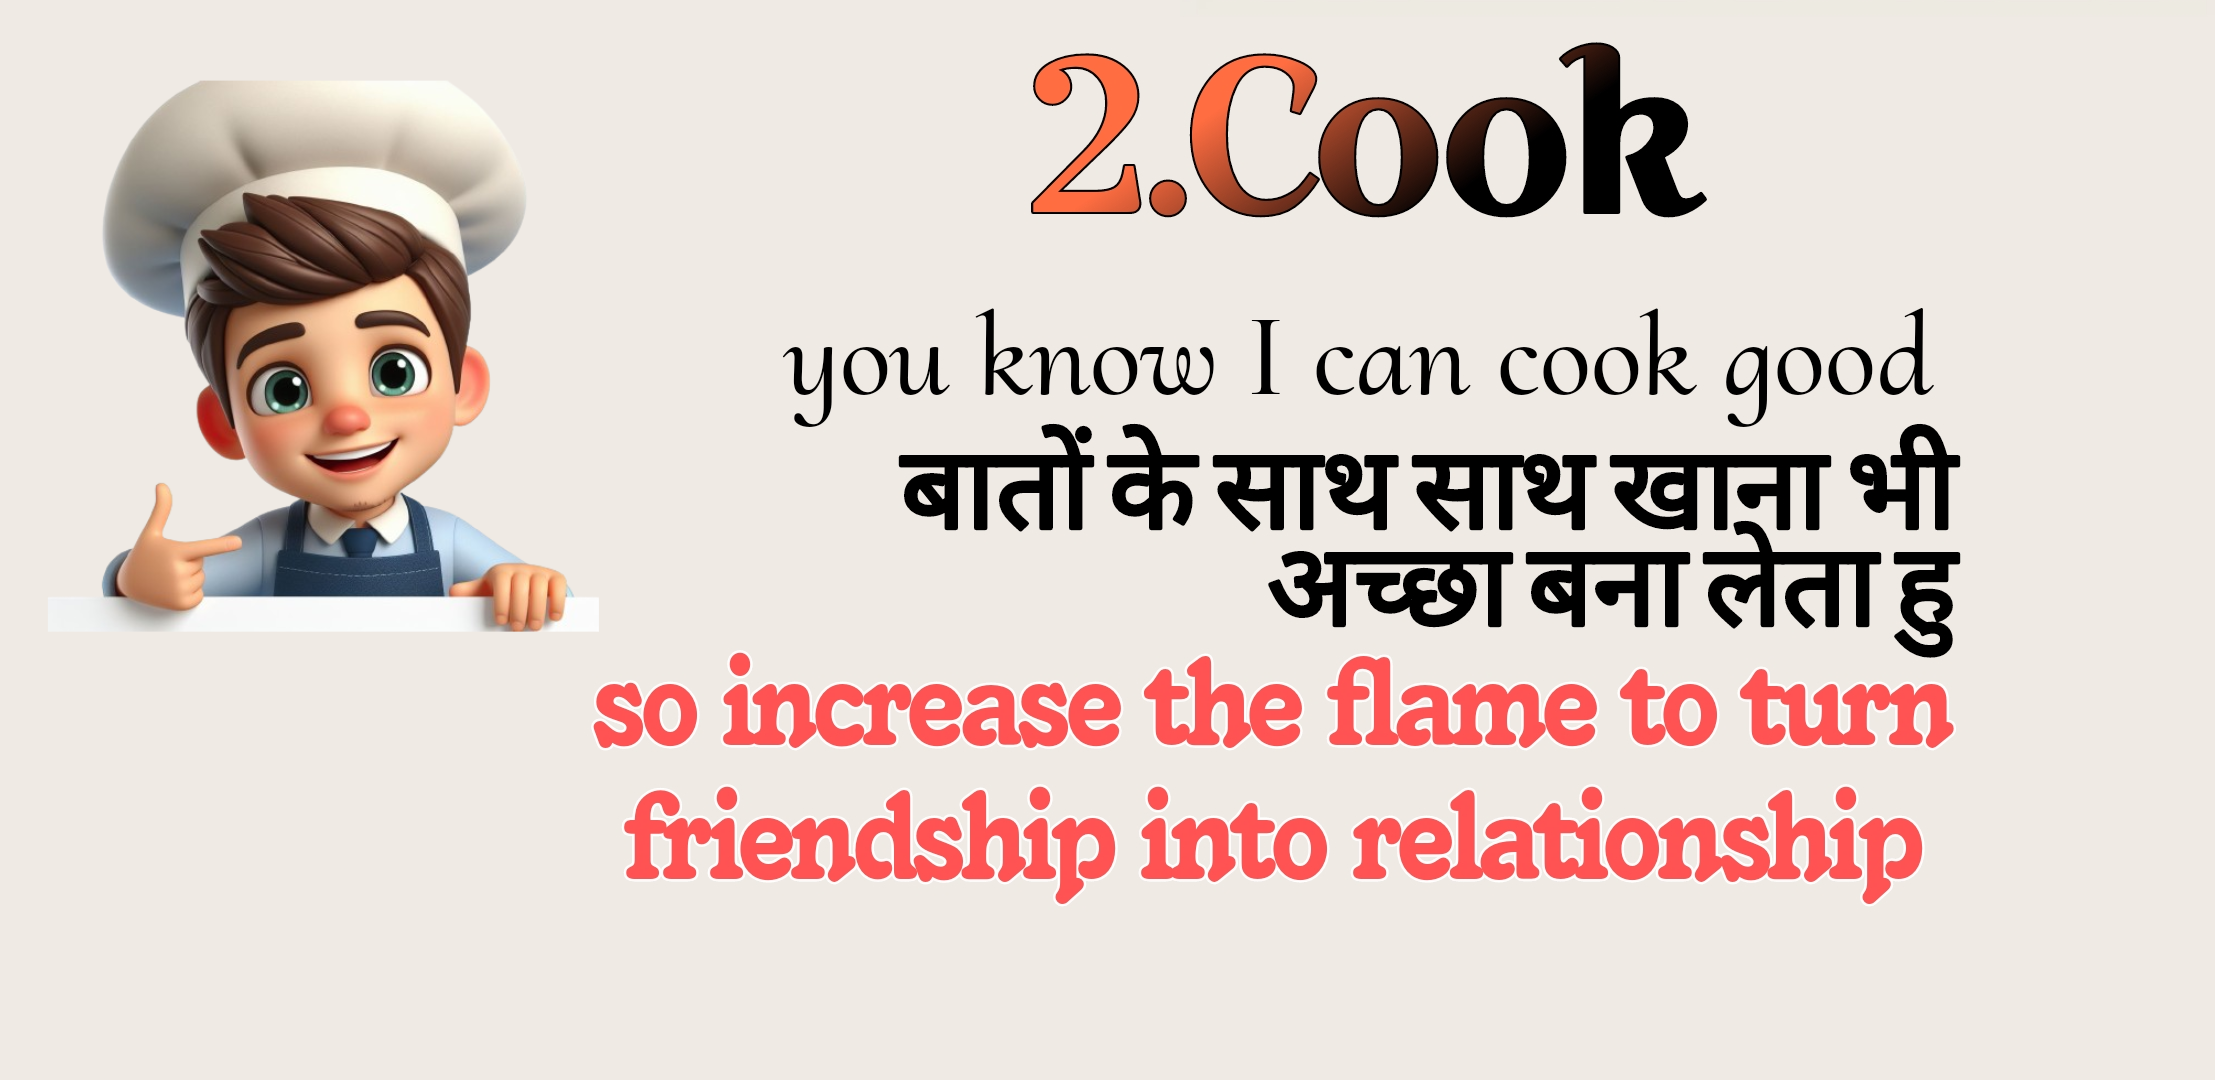 2.Cook
you know I can cook good
बातों के साथ साथ खाना भी
अच्छा बना लेता हु
so increase the flame to turn
friendship into relationship